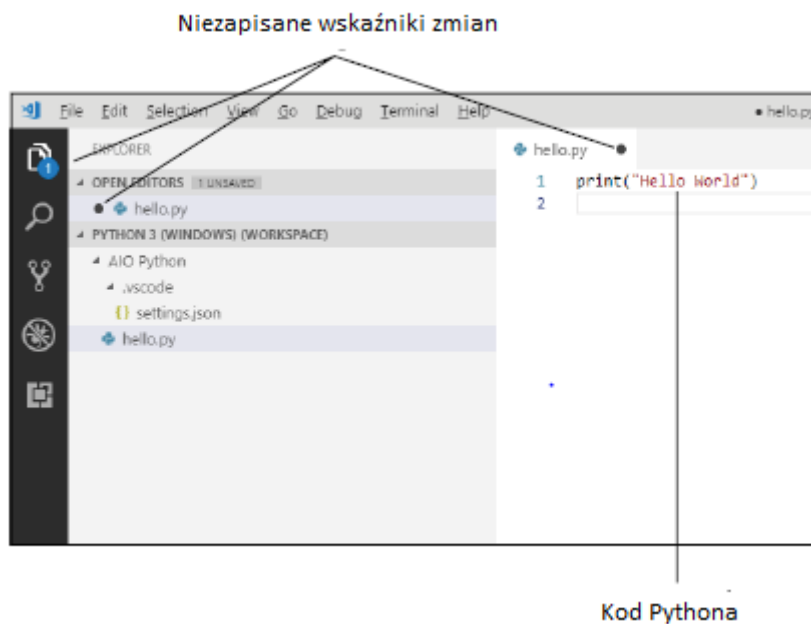 Niezapisane wskaźniki zmian
File Edit Selection View Go Debug Terminal Help
● hello.py
1
EXPLORER
OPEN EDITORS 1 UNSAVED
● hello.py
PYTHON 3 (WINDOWS) (WORKSPACE)
AIO Python
.vscode
{} settings.json
hello.py
hello.py ●
1 print("Hello World")
2
Kod Pythona